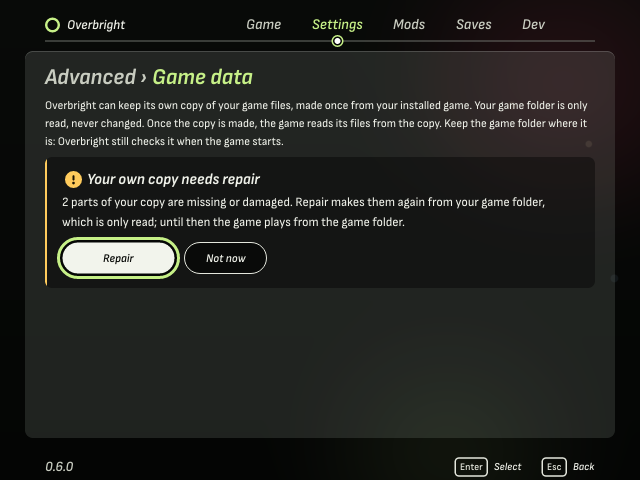 Overbright
Game
Settings
Mods
Saves
Dev
Advanced › Game data
Overbright can keep its own copy of your game files, made once from your installed game. Your game folder is only
read, never changed. Once the copy is made, the game reads its files from the copy. Keep the game folder where it
is: Overbright still checks it when the game starts.
Your own copy needs repair
2 parts of your copy are missing or damaged. Repair makes them again from your game folder,
which is only read; until then the game plays from the game folder.
Repair
Not now
0.6.0
Enter Select
Esc Back